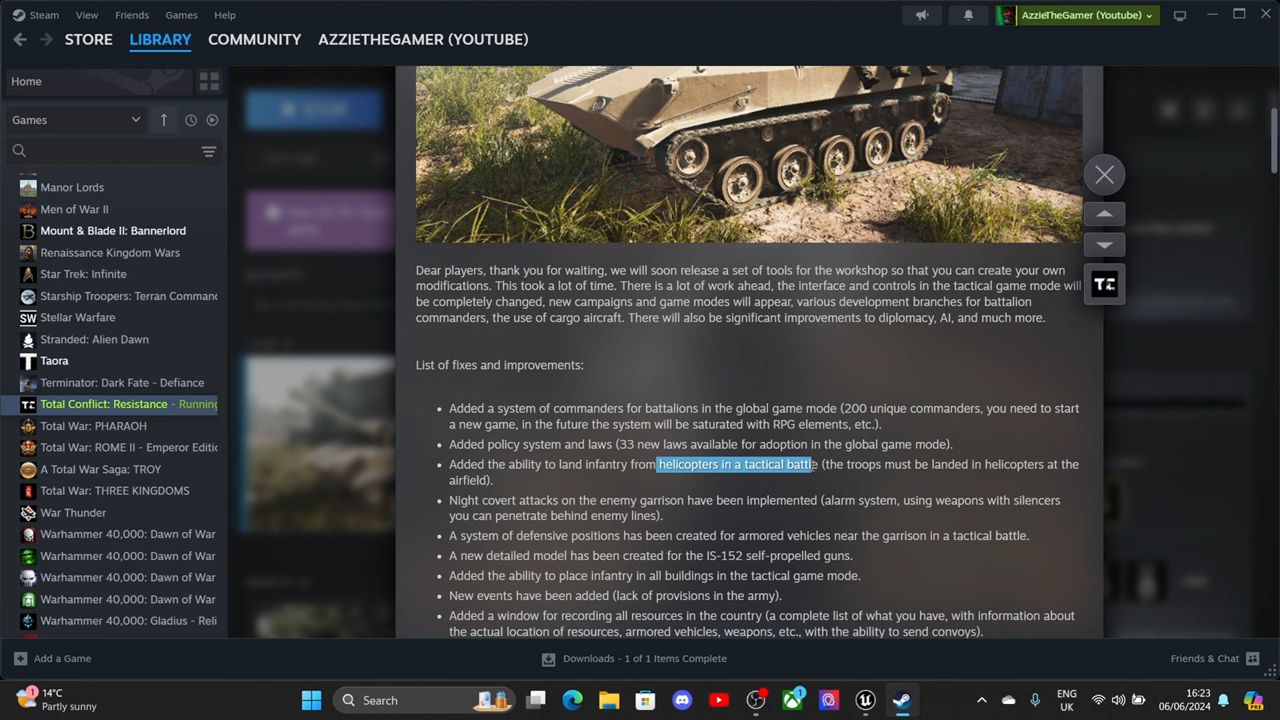 Steam View Friends Games Help
AzzieTheGamer (Youtube)
STORE LIBRARY COMMUNITY AZZIETHEGAMER (YOUTUBE)
Home
Games
Manor Lords
Men of War II
Mount & Blade II: Bannerlord
Renaissance Kingdom Wars
Star Trek: Infinite
Starship Troopers: Terran Command
Stellar Warfare
Stranded: Alien Dawn
Taora
Terminator: Dark Fate - Defiance
Total Conflict: Resistance - Running
Total War: PHARAOH
Total War: ROME II - Emperor Editio
A Total War Saga: TROY
Total War: THREE KINGDOMS
War Thunder
Warhammer 40,000: Dawn of War
Warhammer 40,000: Dawn of War
Warhammer 40,000: Dawn of War
Warhammer 40,000: Dawn of War
Warhammer 40,000: Gladius - Reli
Dear players, thank you for waiting, we will soon release a set of tools for the workshop so that you can create your own
modifications. This took a lot of time. There is a lot of work ahead, the interface and controls in the tactical game mode will
be completely changed, new campaigns and game modes will appear, various development branches for battalion
commanders, the use of cargo aircraft. There will also be significant improvements to diplomacy, AI, and much more.
List of fixes and improvements:
• Added a system of commanders for battalions in the global game mode (200 unique commanders, you need to start
a new game, in the future the system will be saturated with RPG elements, etc.).
• Added policy system and laws (33 new laws available for adoption in the global game mode).
• Added the ability to land infantry from helicopters in a tactical battle (the troops must be landed in helicopters at the
airfield).
• Night covert attacks on the enemy garrison have been implemented (alarm system, using weapons with silencers
you can penetrate behind enemy lines).
• A system of defensive positions has been created for armored vehicles near the garrison in a tactical battle.
• A new detailed model has been created for the IS-152 self-propelled guns.
• Added the ability to place infantry in all buildings in the tactical game mode.
• New events have been added (lack of provisions in the army).
• Added a window for recording all resources in the country (a complete list of what you have, with information about
the actual location of resources, armored vehicles, weapons, etc., with the ability to send convoys).
Add a Game
Downloads - 1 of 1 Items Complete
Friends & Chat
1
14°C
Partly sunny
Search
1
ENG
UK
16:23
06/06/2024